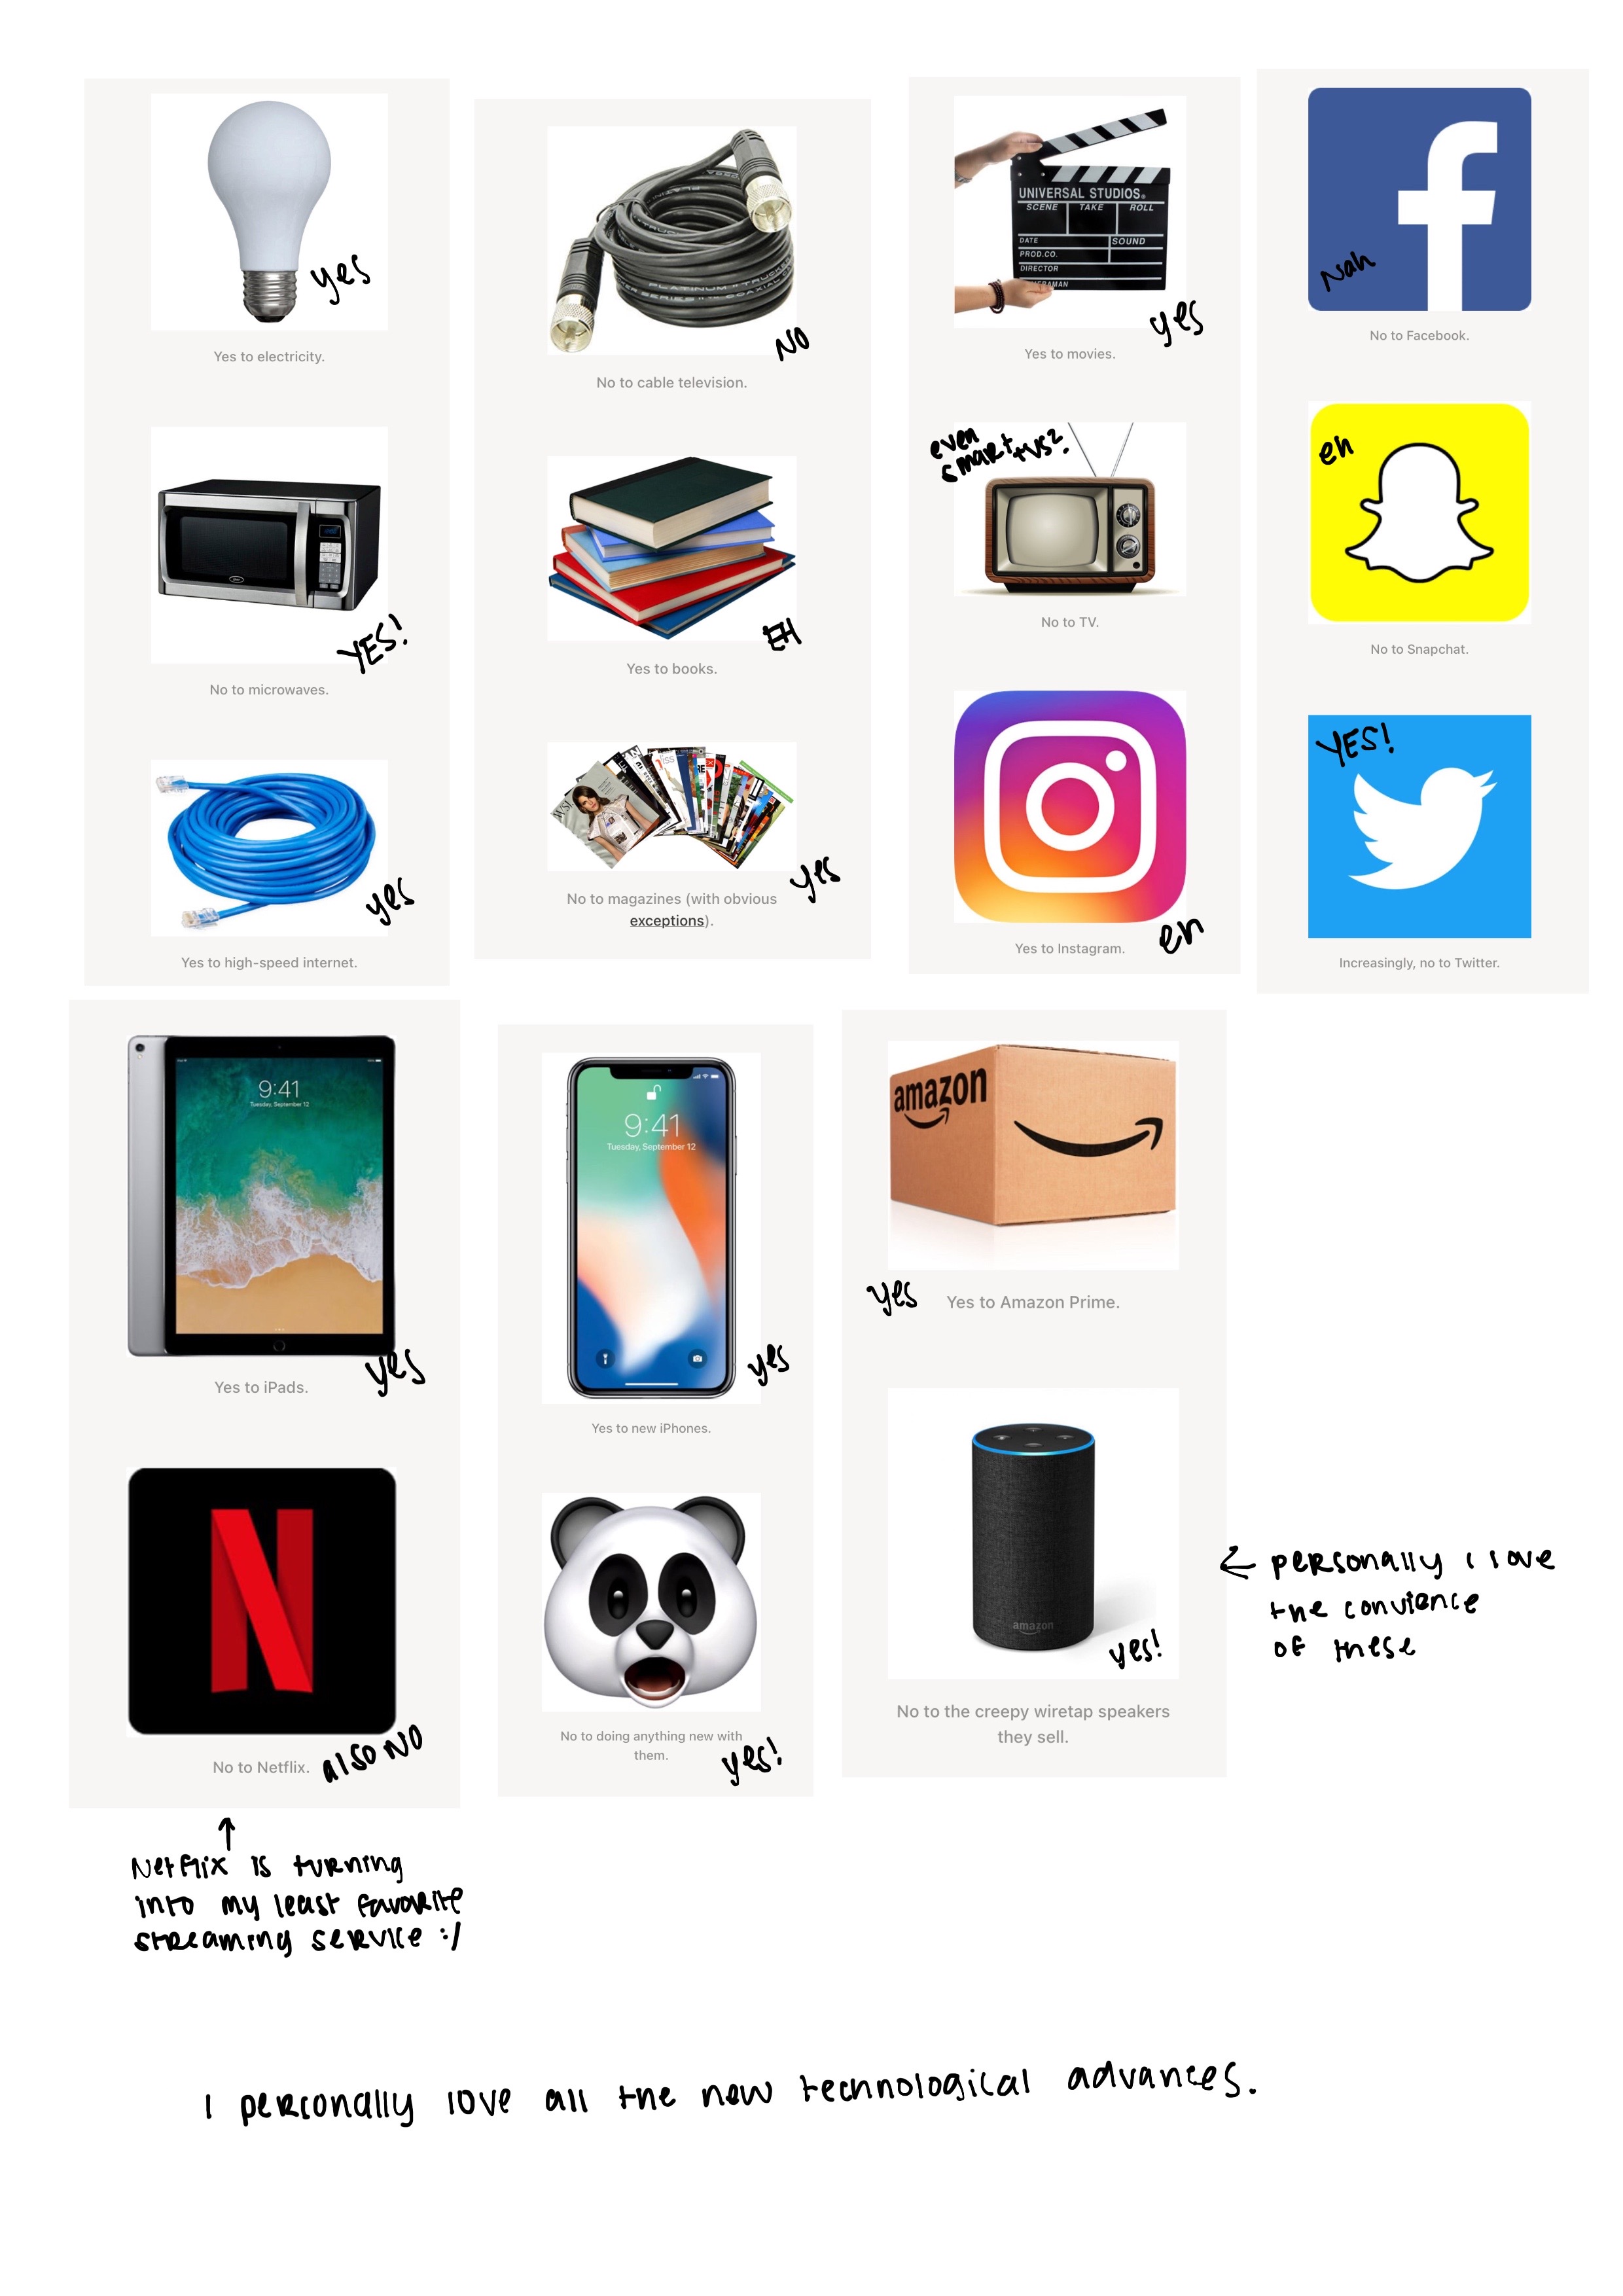 yes
Yes to electricity.
YES!
No to microwaves.
yes
Yes to high-speed internet.
PLATINUM
TRUCKER
SERIES
COAXIAL
NO
No to cable television.
EH
Yes to books.
yes
No to magazines (with obvious
exceptions).
UNIVERSAL STUDIOS®
SCENE TAKE ROLL
DATE SOUND
PROD.CO.
DIRECTOR
yes
Yes to movies.
even
smart tvs?
No to TV.
Yes to Instagram.
eh
f
Nah
No to Facebook.
eh
No to Snapchat.
YES!
Increasingly, no to Twitter.
9:41
Tuesday, September 12
yes
Yes to iPads.
N
No to Netflix.
also NO
Netflix is turning
into my least favorite
streaming service :/
9:41
Tuesday, September 12
yes
Yes to new iPhones.
No to doing anything new with
them.
yes!
amazon
yes
Yes to Amazon Prime.
amazon
yes!
No to the creepy wiretap speakers
they sell.
← personally i love
the convience
of these
I personally love all the new technological advances.